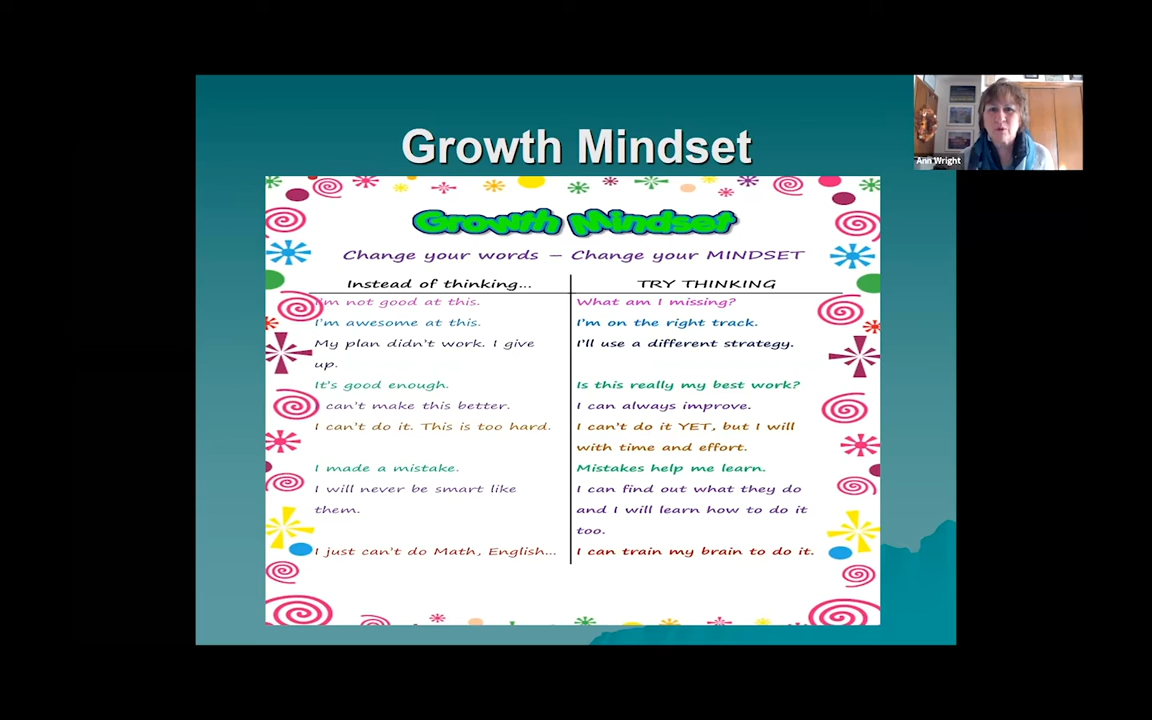 Growth Mindset
Ann Wright
Growth Mindset
Change your words – Change your MINDSET
Instead of thinking... TRY THINKING
I'm not good at this. What am I missing?
I'm awesome at this. I'm on the right track.
My plan didn't work. I give I'll use a different strategy.
up.
It's good enough. Is this really my best work?
can't make this better. I can always improve.
I can't do it. This is too hard. I can't do it YET, but I will
with time and effort.
I made a mistake. Mistakes help me learn.
I will never be smart like I can find out what they do
them. and I will learn how to do it
too.
I just can't do Math, English... I can train my brain to do it.